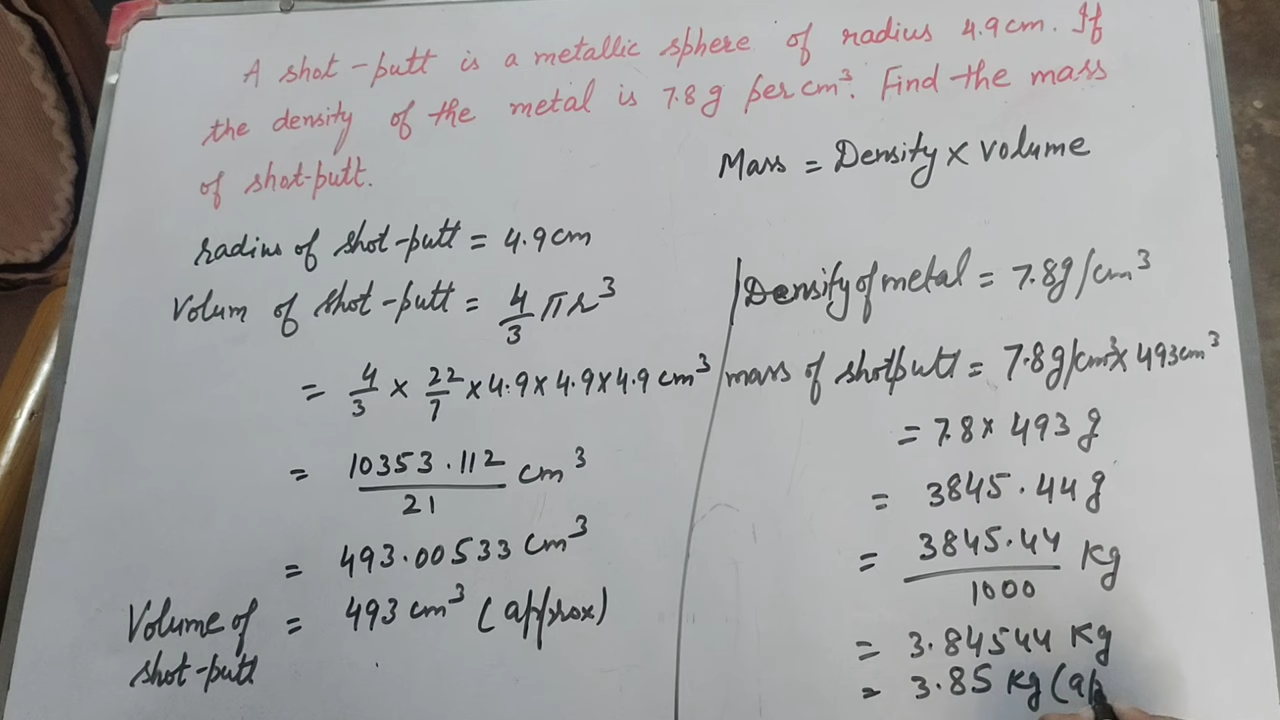 A shot-putt is a metallic sphere of radius 4.9cm. If
the density of the metal is 7.8g per cm³. Find the mass
of shot-putt.
Mass = Density × volume
radius of shot-putt = 4.9cm
Volum of shot-putt = 4/3 πr³
= 4/3 × 22/7 × 4.9 × 4.9 × 4.9 cm³
= 10353.112/21 cm³
= 493.00533 cm³
Volume of shot-putt = 493 cm³ (approx)
Density of metal = 7.8g/cm³
mass of shotputt = 7.8g/cm³ × 493cm³
= 7.8 × 493 g
= 3845.44 g
= 3845.44/1000 Kg
= 3.84544 Kg
= 3.85 Kg (ap